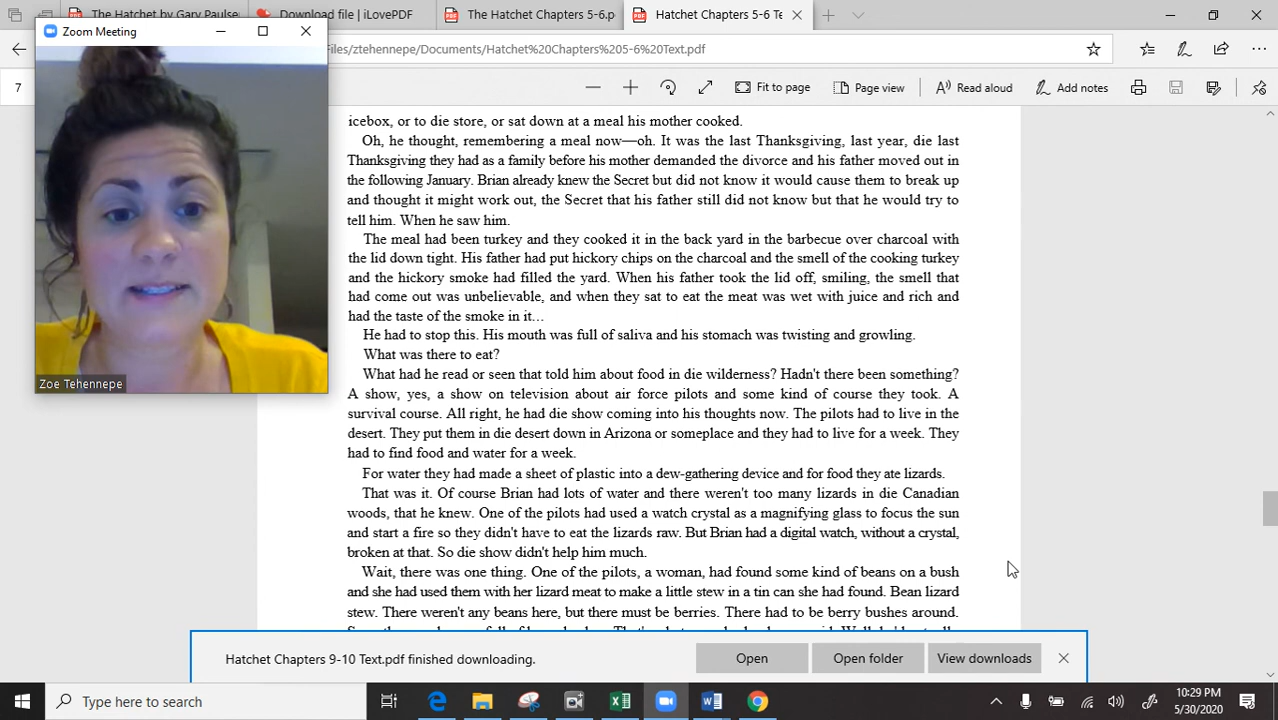 The Hatchet by Gary Paulse
Download file | iLovePDF
The Hatchet Chapters 5-6.p
Hatchet Chapters 5-6 Te
Zoom Meeting
Files/ztehennepe/Documents/Hatchet%20Chapters%205-6%20Text.pdf
7
Fit to page
Page view
Read aloud
Add notes
icebox, or to die store, or sat down at a meal his mother cooked.
Oh, he thought, remembering a meal now—oh. It was the last Thanksgiving, last year, die last
Thanksgiving they had as a family before his mother demanded the divorce and his father moved out in
the following January. Brian already knew the Secret but did not know it would cause them to break up
and thought it might work out, the Secret that his father still did not know but that he would try to
tell him. When he saw him.
The meal had been turkey and they cooked it in the back yard in the barbecue over charcoal with
the lid down tight. His father had put hickory chips on the charcoal and the smell of the cooking turkey
and the hickory smoke had filled the yard. When his father took the lid off, smiling, the smell that
had come out was unbelievable, and when they sat to eat the meat was wet with juice and rich and
had the taste of the smoke in it...
He had to stop this. His mouth was full of saliva and his stomach was twisting and growling.
What was there to eat?
What had he read or seen that told him about food in die wilderness? Hadn't there been something?
A show, yes, a show on television about air force pilots and some kind of course they took. A
survival course. All right, he had die show coming into his thoughts now. The pilots had to live in the
desert. They put them in die desert down in Arizona or someplace and they had to live for a week. They
had to find food and water for a week.
For water they had made a sheet of plastic into a dew-gathering device and for food they ate lizards.
That was it. Of course Brian had lots of water and there weren't too many lizards in die Canadian
woods, that he knew. One of the pilots had used a watch crystal as a magnifying glass to focus the sun
and start a fire so they didn't have to eat the lizards raw. But Brian had a digital watch, without a crystal,
broken at that. So die show didn't help him much.
Wait, there was one thing. One of the pilots, a woman, had found some kind of beans on a bush
and she had used them with her lizard meat to make a little stew in a tin can she had found. Bean lizard
stew. There weren't any beans here, but there must be berries. There had to be berry bushes around.
Zoe Tehennepe
Hatchet Chapters 9-10 Text.pdf finished downloading.
Open
Open folder
View downloads
Type here to search
10:29 PM
5/30/2020